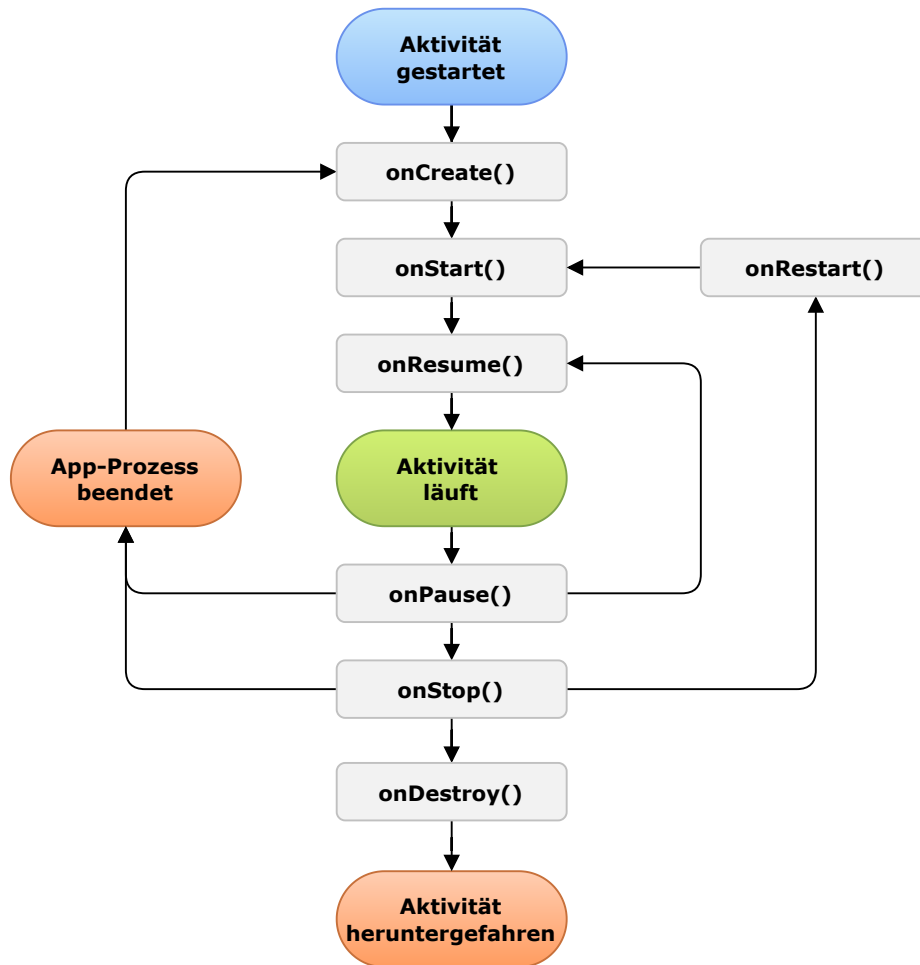 Aktivität
gestartet
onCreate()
onStart()
onRestart()
onResume()
App-Prozess
beendet
Aktivität
läuft
onPause()
onStop()
onDestroy()
Aktivität
heruntergefahren